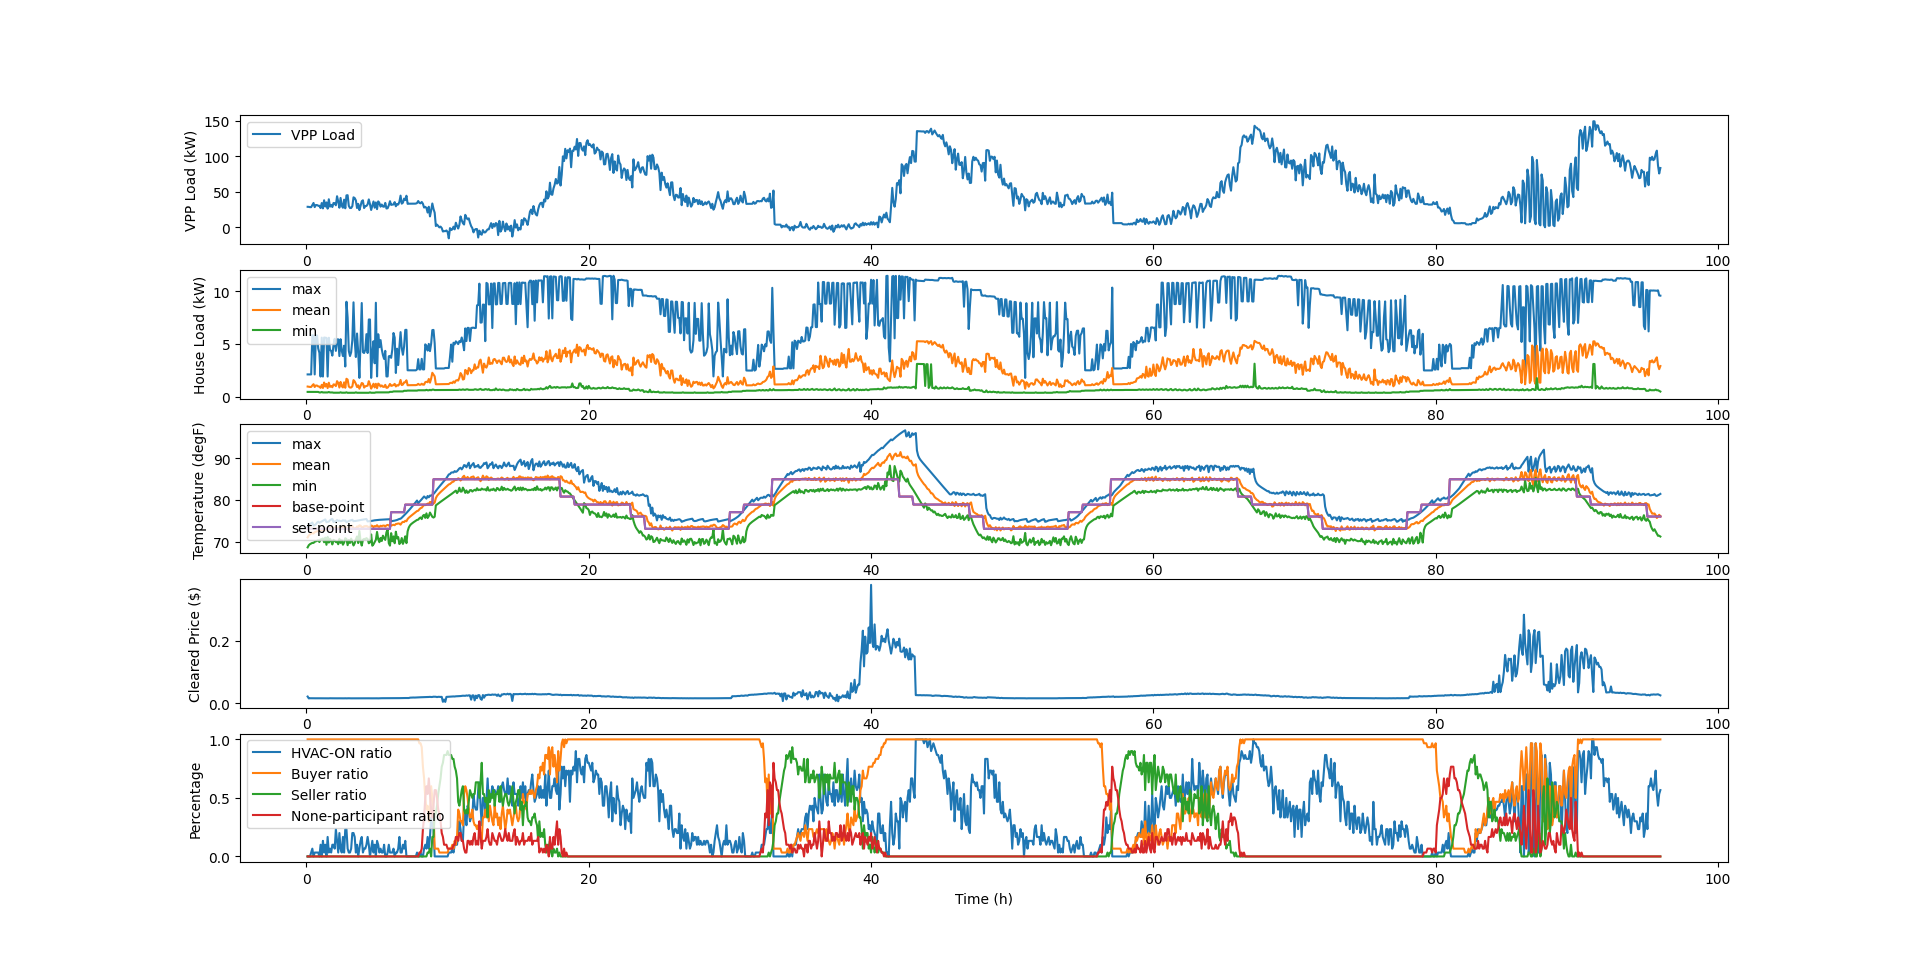 VPP Load (kW)
150
100
50
0
VPP Load
0 20 40 60 80 100
House Load (kW)
10
5
0
max
mean
min
0 20 40 60 80 100
Temperature (degF)
90
80
70
max
mean
min
base-point
set-point
0 20 40 60 80 100
Cleared Price ($)
0.2
0.0
0 20 40 60 80 100
Percentage
1.0
0.5
0.0
HVAC-ON ratio
Buyer ratio
Seller ratio
None-participant ratio
0 20 40 60 80 100
Time (h)